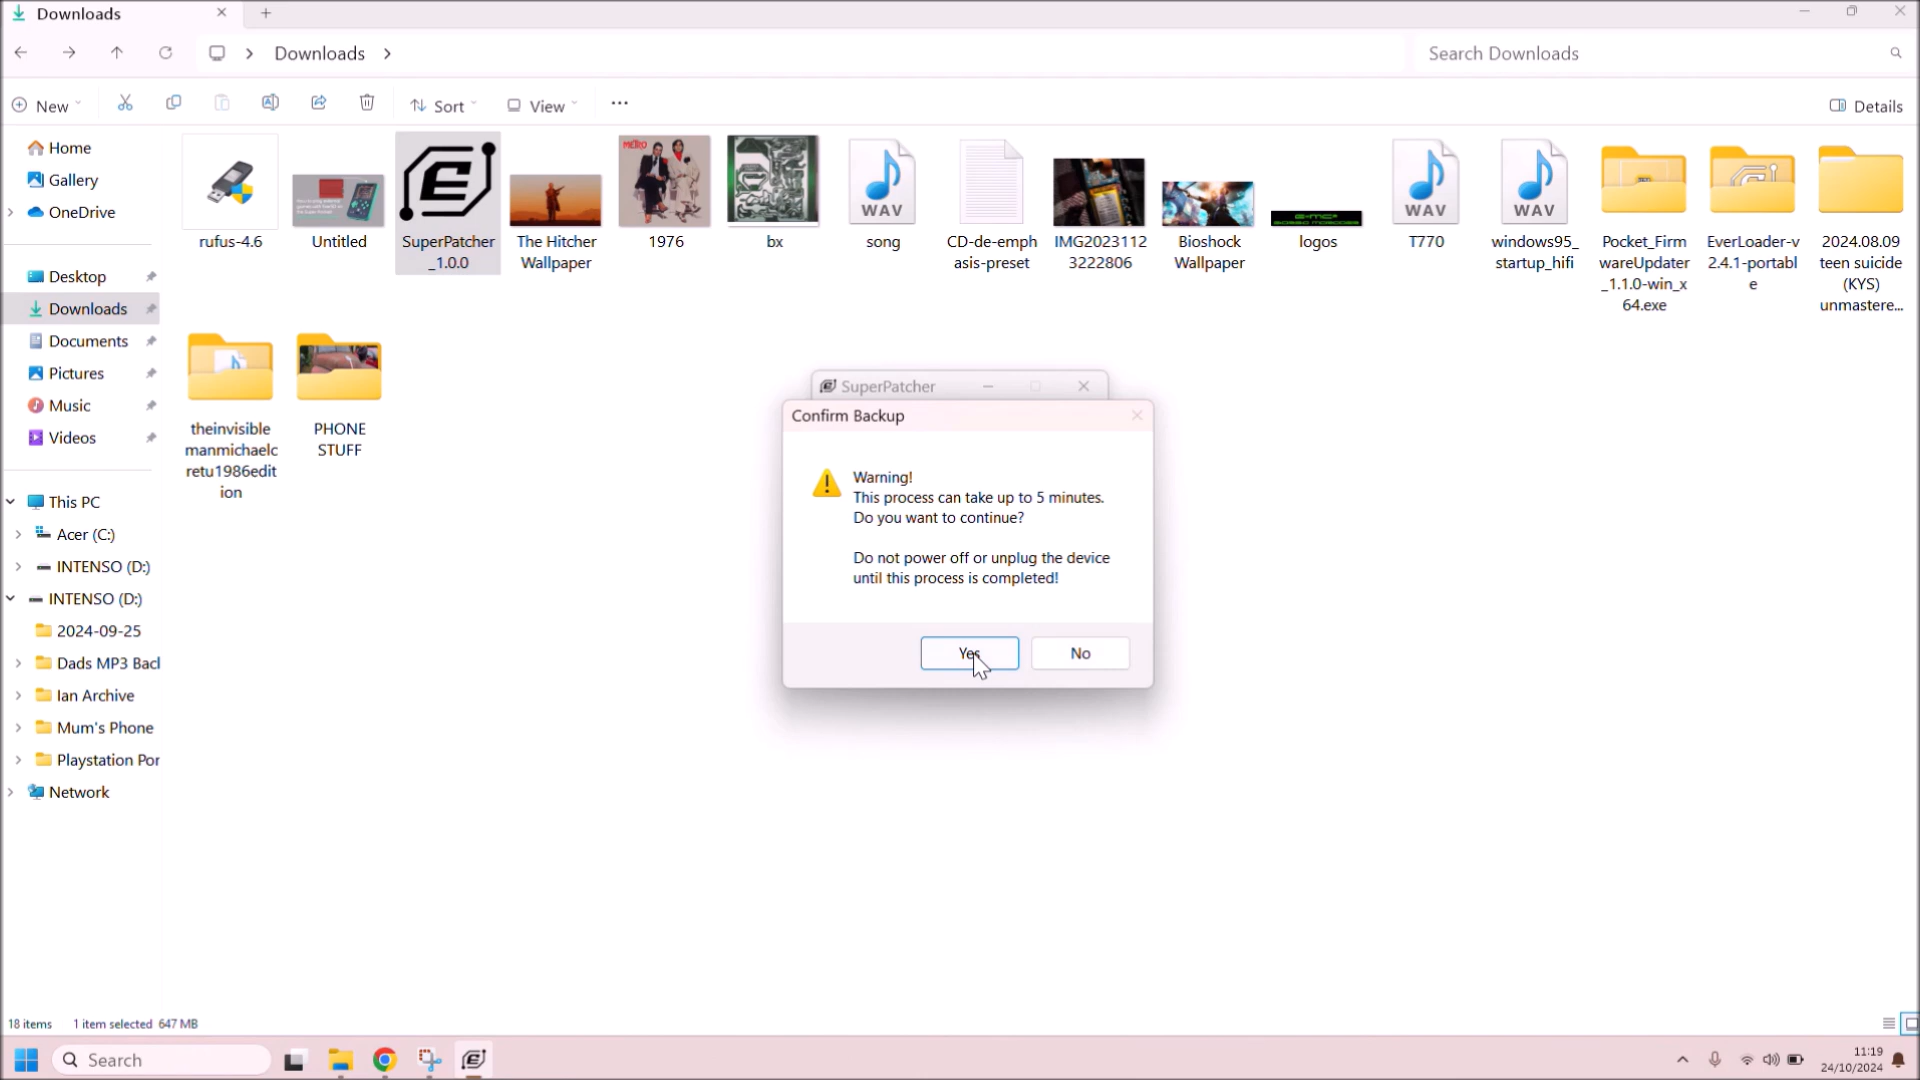 Downloads
Downloads
Search Downloads
New
Sort
View
Details
Home
Gallery
OneDrive
Desktop
Downloads
Documents
Pictures
Music
Videos
This PC
Acer (C:)
INTENSO (D:)
INTENSO (D:)
2024-09-25
Dads MP3 Bacl
Ian Archive
Mum's Phone
Playstation Por
Network
rufus-4.6
Untitled
SuperPatcher
_1.0.0
The Hitcher
Wallpaper
METRO
1976
bx
WAV
song
CD-de-emph
asis-preset
IMG2023112
3222806
Bioshock
Wallpaper
logos
WAV
T770
WAV
windows95_
startup_hifi
Pocket_Firm
wareUpdater
_1.1.0-win_x
64.exe
EverLoader-v
2.4.1-portabl
e
2024.08.09
teen suicide
(KYS)
unmastere...
theinvisible
manmichaelc
retu1986edit
ion
PHONE
STUFF
SuperPatcher
Confirm Backup
Warning!
This process can take up to 5 minutes.
Do you want to continue?
Do not power off or unplug the device
until this process is completed!
Yes
No
18 items
1 item selected 647 MB
Search
11:19
24/10/2024